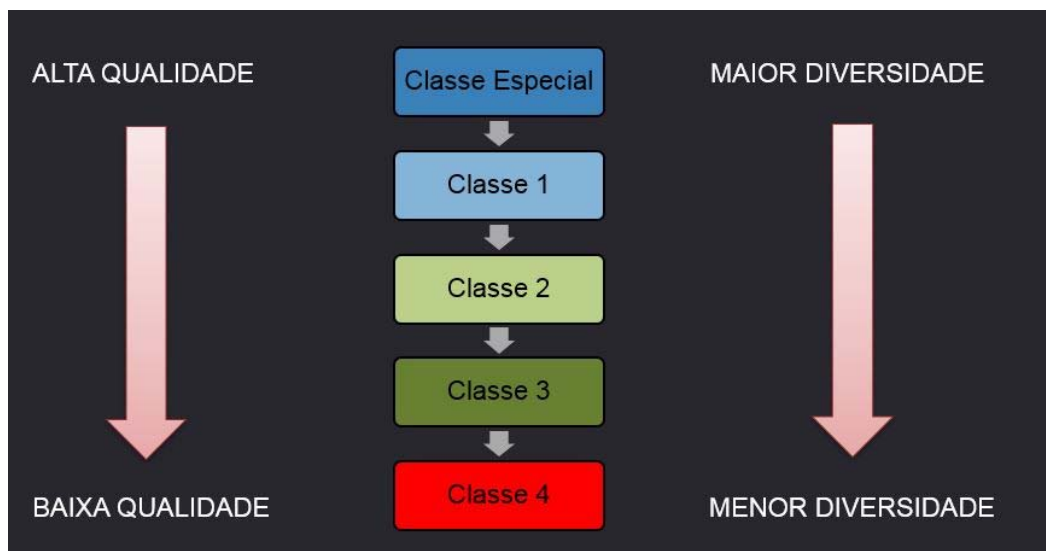 ALTA QUALIDADE
Classe Especial
MAIOR DIVERSIDADE
Classe 1
Classe 2
Classe 3
Classe 4
BAIXA QUALIDADE
MENOR DIVERSIDADE